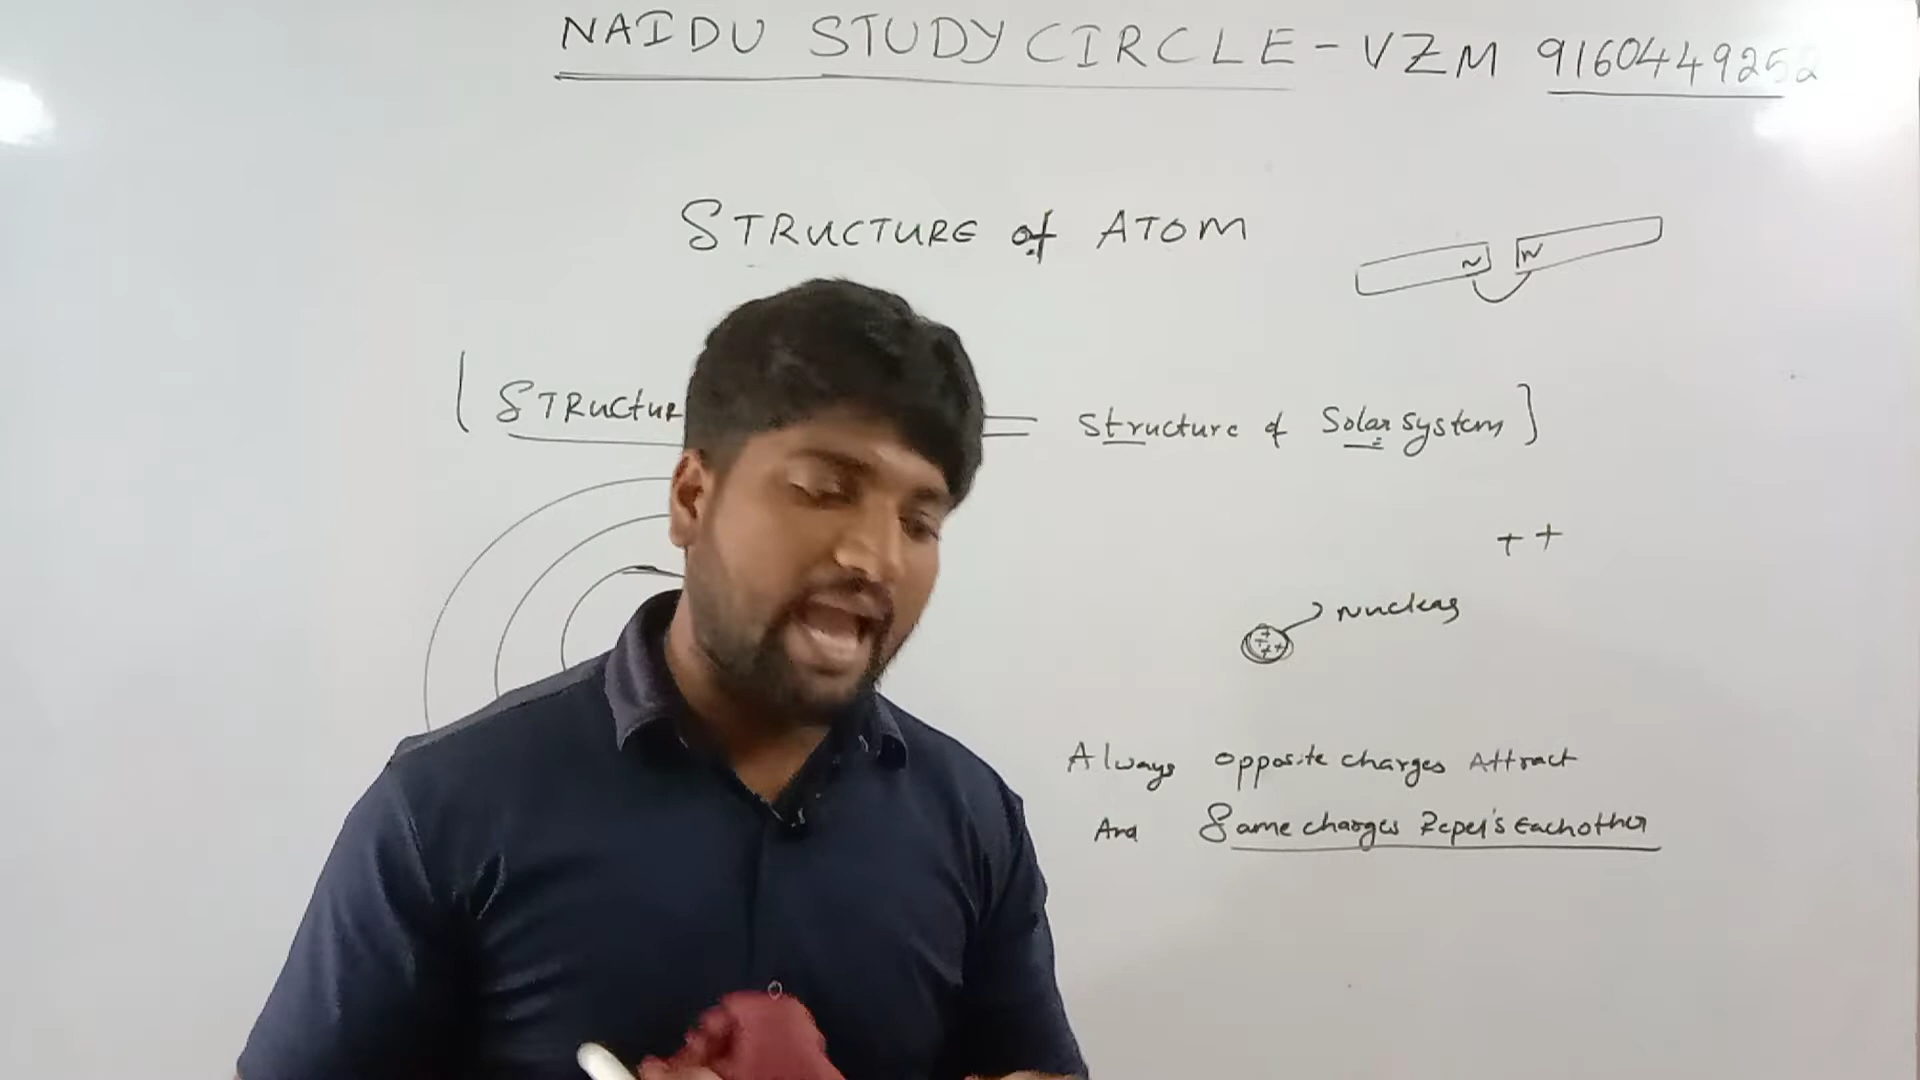 NAIDU STUDY CIRCLE - VZM 9160449252
STRUCTURE of ATOM
N N
[ STRUCTUR = Structure of Solar system ]
+ +
Nucleus
+ + + +
Always opposite charges Attract
And Same charges Repel's Eachother